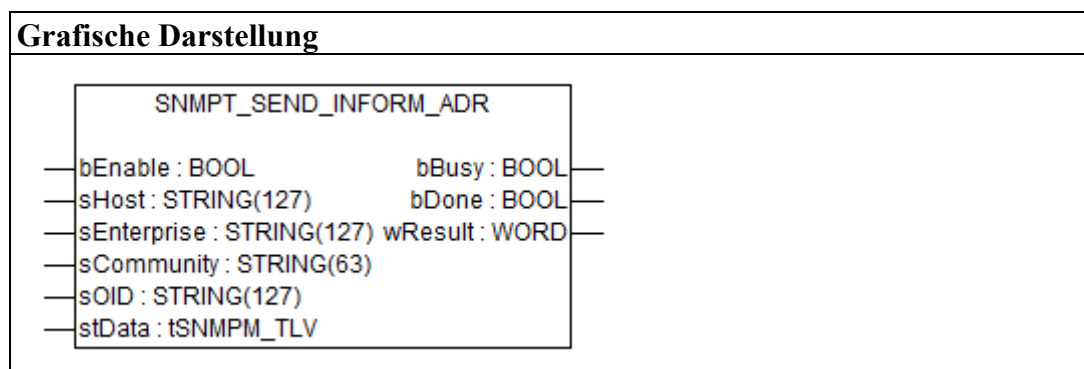 Grafische Darstellung
SNMPT_SEND_INFORM_ADR
bEnable : BOOL bBusy : BOOL
sHost : STRING(127) bDone : BOOL
sEnterprise : STRING(127) wResult : WORD
sCommunity : STRING(63)
sOID : STRING(127)
stData : tSNMPM_TLV